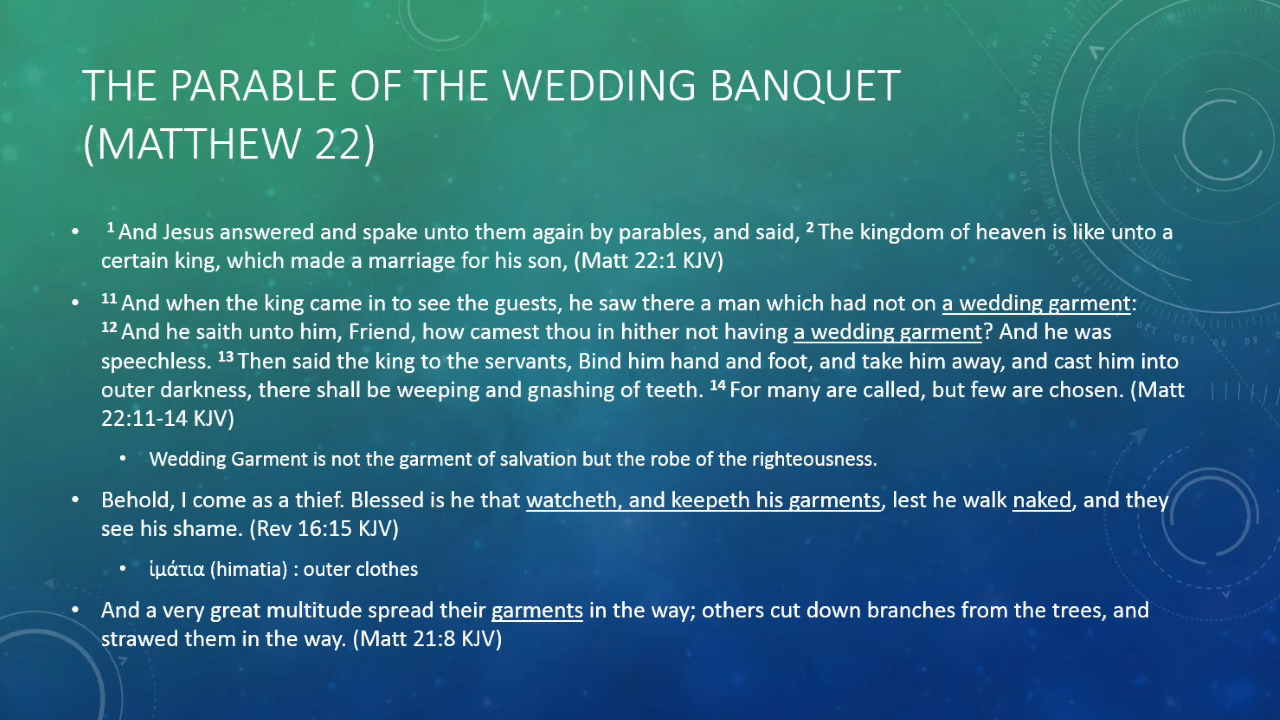 THE PARABLE OF THE WEDDING BANQUET
(MATTHEW 22)
• ¹ And Jesus answered and spake unto them again by parables, and said, ² The kingdom of heaven is like unto a
certain king, which made a marriage for his son, (Matt 22:1 KJV)
• ¹¹ And when the king came in to see the guests, he saw there a man which had not on a wedding garment:
¹² And he saith unto him, Friend, how camest thou in hither not having a wedding garment? And he was
speechless. ¹³ Then said the king to the servants, Bind him hand and foot, and take him away, and cast him into
outer darkness, there shall be weeping and gnashing of teeth. ¹⁴ For many are called, but few are chosen. (Matt
22:11-14 KJV)
• Wedding Garment is not the garment of salvation but the robe of the righteousness.
• Behold, I come as a thief. Blessed is he that watcheth, and keepeth his garments, lest he walk naked, and they
see his shame. (Rev 16:15 KJV)
• ἱμάτια (himatia) : outer clothes
• And a very great multitude spread their garments in the way; others cut down branches from the trees, and
strawed them in the way. (Matt 21:8 KJV)